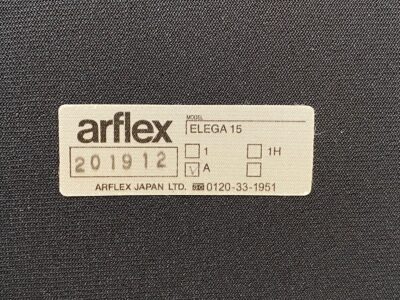 arflex
MODEL
ELEGA 15
1
1H
201912
A
ARFLEX JAPAN LTD. 0120-33-1951